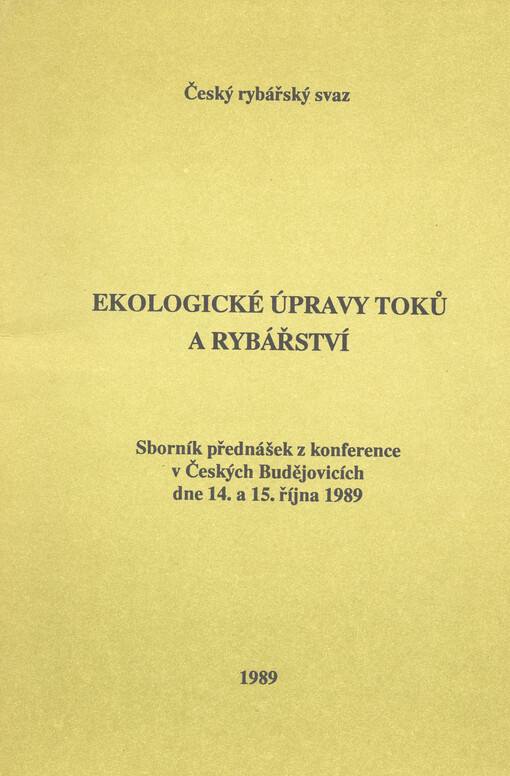 Český rybářský svaz
EKOLOGICKÉ ÚPRAVY TOKŮ
A RYBÁŘSTVÍ
Sborník přednášek z konference
v Českých Budějovicích
dne 14. a 15. října 1989
1989